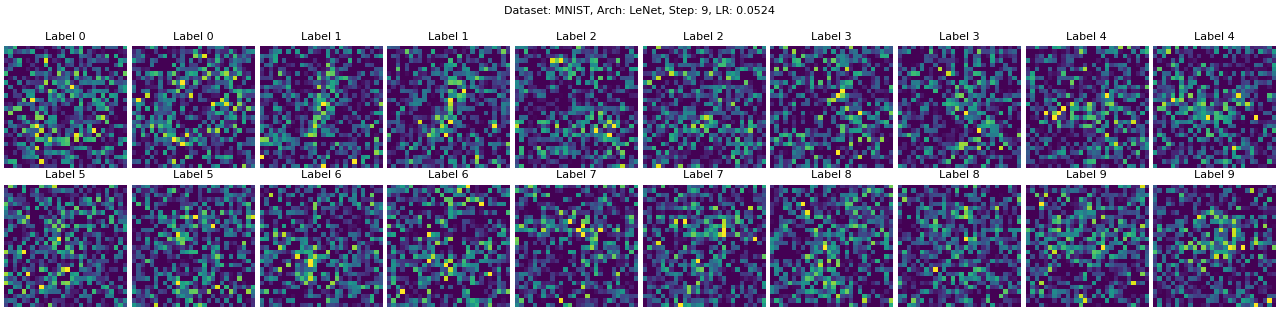 Dataset: MNIST, Arch: LeNet, Step: 9, LR: 0.0524
Label 0 Label 0 Label 1 Label 1 Label 2 Label 2 Label 3 Label 3 Label 4 Label 4
Label 5 Label 5 Label 6 Label 6 Label 7 Label 7 Label 8 Label 8 Label 9 Label 9